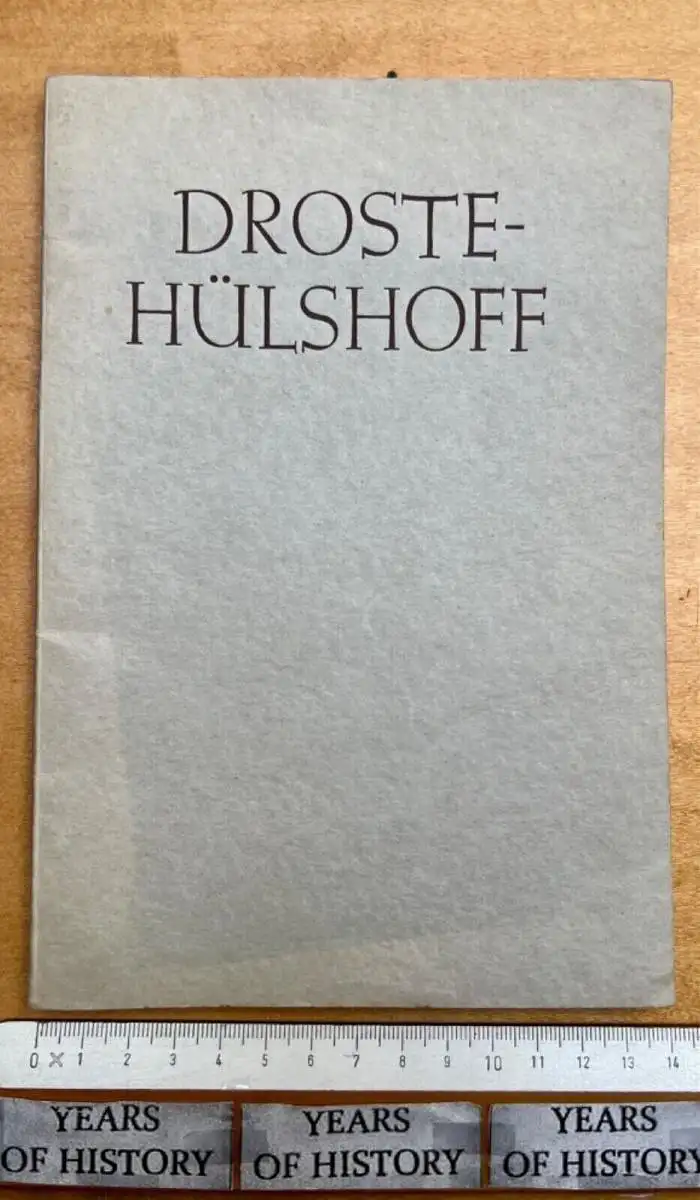 DROSTE-
HÜLSHOFF
0 1 2 3 4 5 6 7 8 9 10 11 12 13 14
YEARS YEARS YEARS
OF HISTORY OF HISTORY OF HISTORY